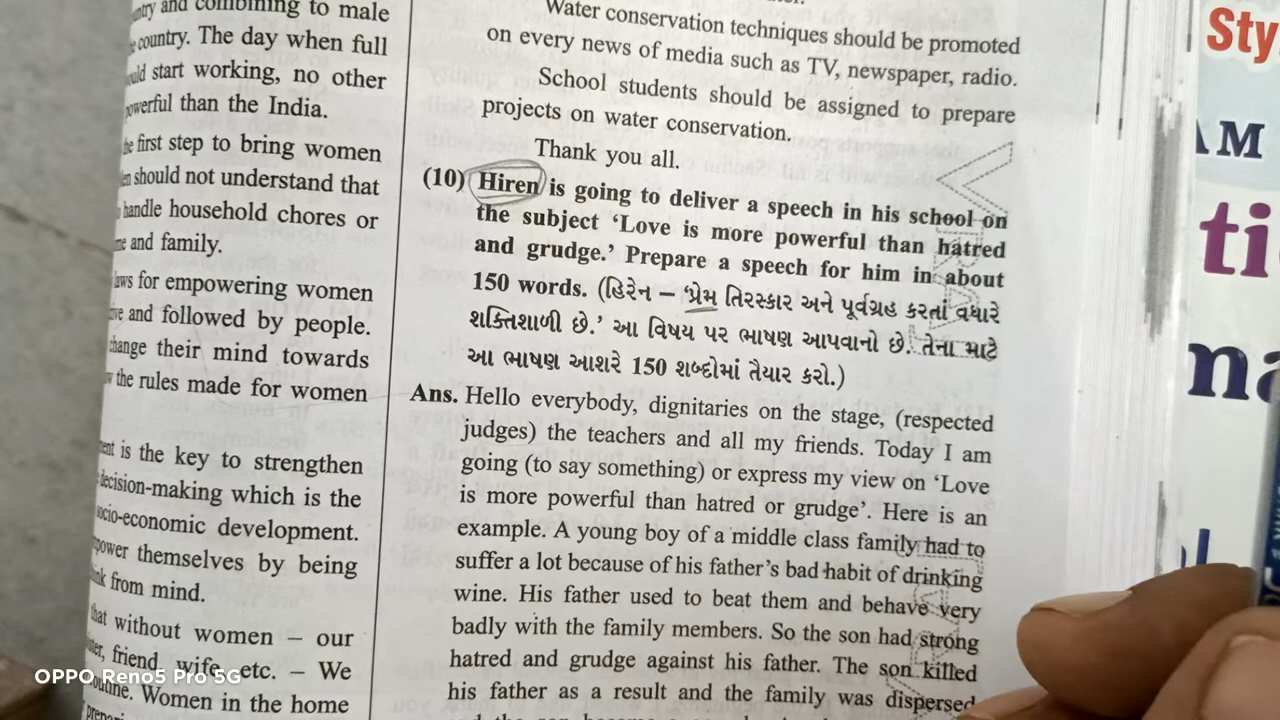 and combining to male
country. The day when full
start working, no other
powerful than the India.
first step to bring women
should not understand that
handle household chores or
and family.
laws for empowering women
and followed by people.
change their mind towards
the rules made for women
is the key to strengthen
decision-making which is the
socio-economic development.
themselves by being
from mind.
that without women – our
friend, wife, etc. – We
routine. Women in the home
Water conservation techniques should be promoted
on every news of media such as TV, newspaper, radio.
School students should be assigned to prepare
projects on water conservation.
Thank you all.
(10) Hiren is going to deliver a speech in his school on
the subject ‘Love is more powerful than hatred
and grudge.’ Prepare a speech for him in about
150 words. (હિરેન – ‘પ્રેમ તિરસ્કાર અને પૂર્વગ્રહ કરતાં વધારે
શક્તિશાળી છે.’ આ વિષય પર ભાષણ આપવાનો છે. તેના માટે
આ ભાષણ આશરે 150 શબ્દોમાં તૈયાર કરો.)
Ans. Hello everybody, dignitaries on the stage, (respected
judges) the teachers and all my friends. Today I am
going (to say something) or express my view on ‘Love
is more powerful than hatred or grudge’. Here is an
example. A young boy of a middle class family had to
suffer a lot because of his father’s bad habit of drinking
wine. His father used to beat them and behave very
badly with the family members. So the son had strong
hatred and grudge against his father. The son killed
his father as a result and the family was dispersed
Sty
AM
ti
na
OPPO Reno5 Pro 5G